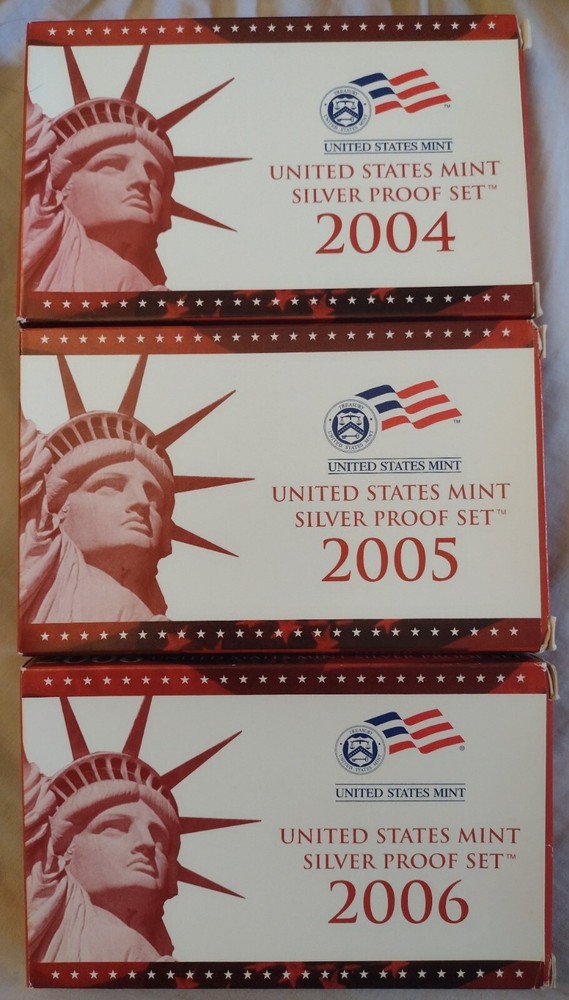 UNITED STATES MINT
UNITED STATES MINT
SILVER PROOF SET™
2004
TREASURY
UNITED STATES MINT
UNITED STATES MINT
SILVER PROOF SET™
2005
UNITED STATES MINT
UNITED STATES MINT
SILVER PROOF SET™
2006